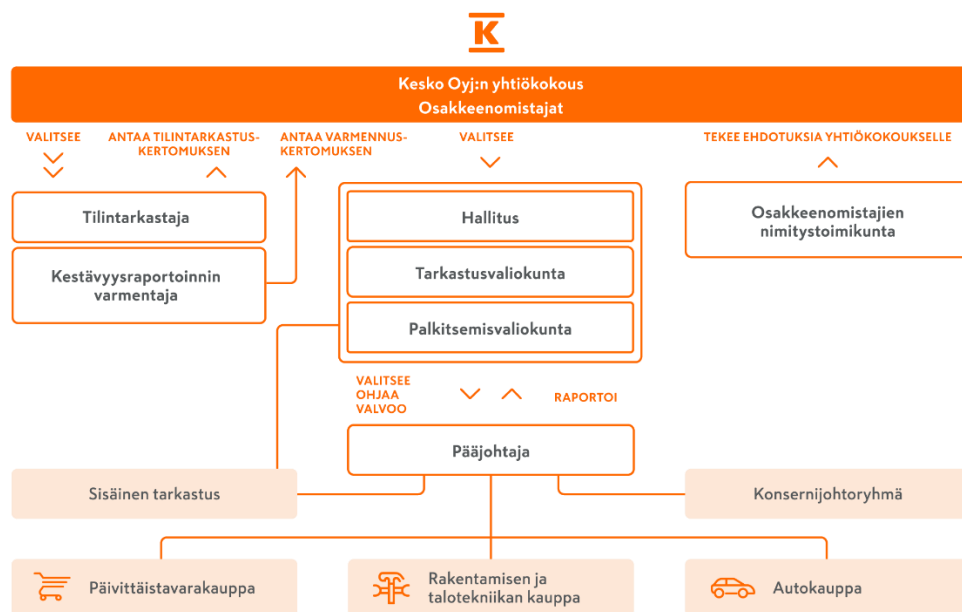 K
Kesko Oyj:n yhtiökokous
Osakkeenomistajat
VALITSEE
ANTAA TILINTARKASTUS-
KERTOMUKSEN
ANTAA VARMENNUS-
KERTOMUKSEN
VALITSEE
TEKEE EHDOTUKSIA YHTIÖKOKOUKSELLE
Tilintarkastaja
Kestävyysraportoinnin
varmentaja
Hallitus
Tarkastusvaliokunta
Palkitsemisvaliokunta
Osakkeenomistajien
nimitystoimikunta
VALITSEE
OHJAA
VALVOO
RAPORTOI
Pääjohtaja
Sisäinen tarkastus
Konsernijohtoryhmä
Päivittäistavarakauppa
Rakentamisen ja
talotekniikan kauppa
Autokauppa